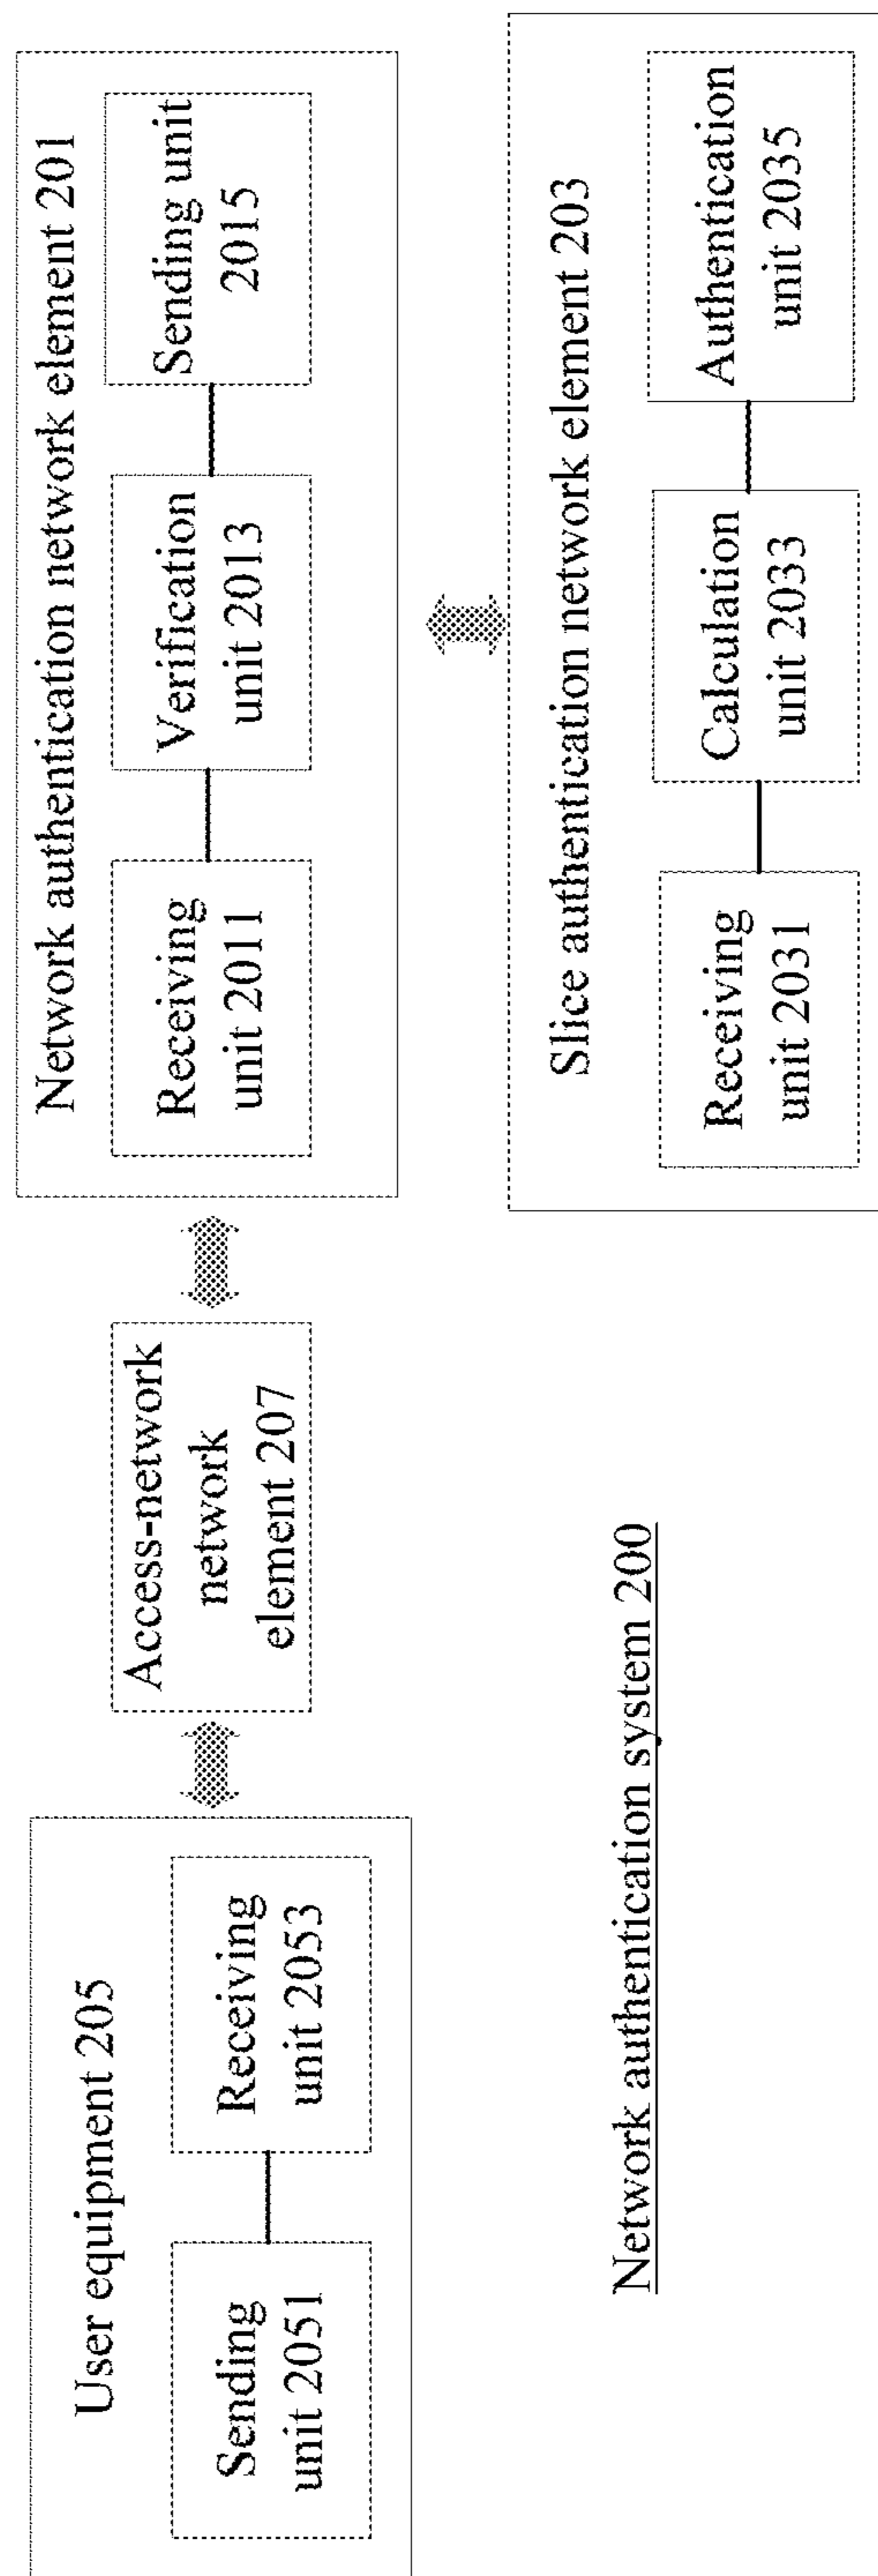 User equipment 205
Sending
unit 2051
Receiving
unit 2053
Access-network
network
element 207
Network authentication network element 201
Receiving
unit 2011
Verification
unit 2013
Sending unit
2015
Slice authentication network element 203
Receiving
unit 2031
Calculation
unit 2033
Authentication
unit 2035
Network authentication system 200